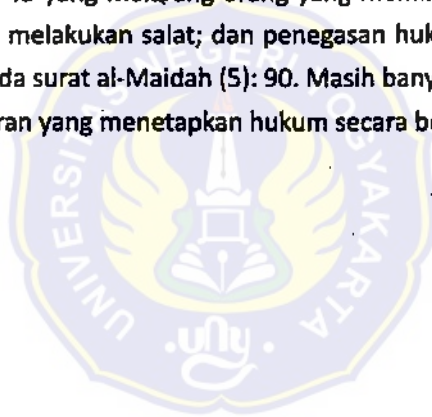 yang melarang orang yang
melakukan salat; dan penegasan huk
da surat al-Maidah (5): 90. Masih bany
ran yang menetapkan hukum secara b
UNIVERSITAS NEGERI YOGYAKARTA
uny